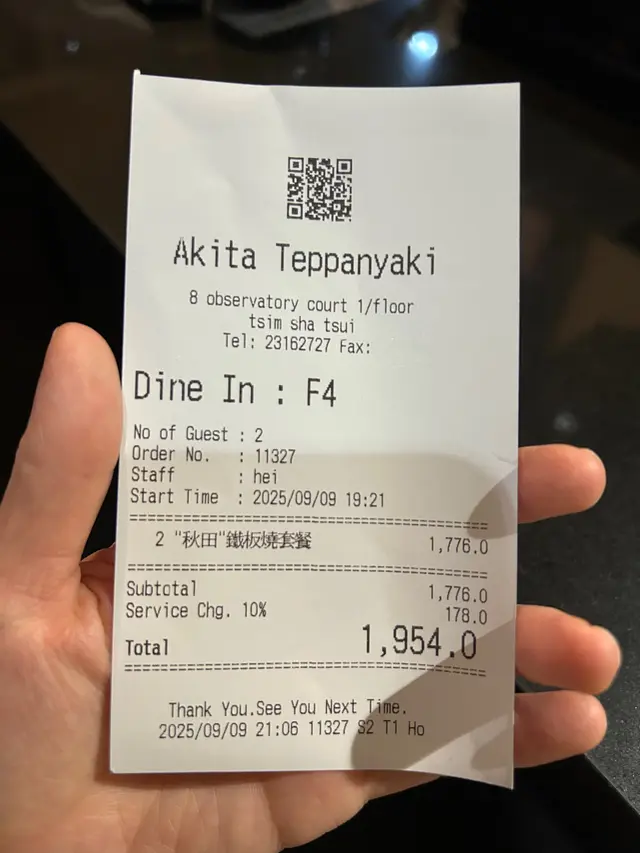 Akita Teppanyaki
8 observatory court 1/floor
tsim sha tsui
Tel: 23162727 Fax:
Dine In : F4
No of Guest : 2
Order No. : 11327
Staff : hei
Start Time : 2025/09/09 19:21
================================================
2 "秋田"鐵板燒套餐 1,776.0
================================================
Subtotal 1,776.0
Service Chg. 10% 178.0
Total 1,954.0
================================================
Thank You.See You Next Time.
2025/09/09 21:06 11327 S2 T1 Ho